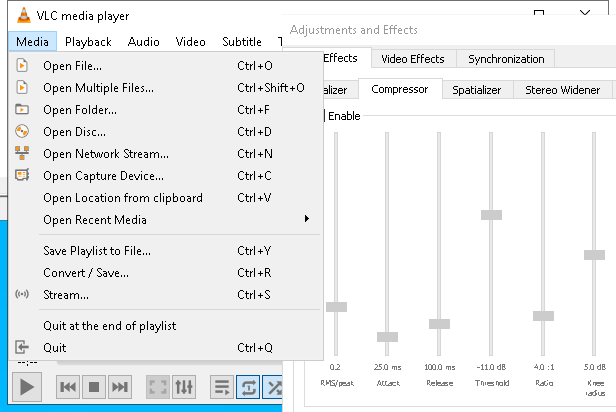 VLC media player
Adjustments and Effects
Media Playback Audio Video Subtitle
Effects Video Effects Synchronization
Compressor Spatializer Stereo Widener
Enable
Open File... Ctrl+O
Open Multiple Files... Ctrl+Shift+O
Open Folder... Ctrl+F
Open Disc... Ctrl+D
Open Network Stream... Ctrl+N
Open Capture Device... Ctrl+C
Open Location from clipboard Ctrl+V
Open Recent Media
Save Playlist to File... Ctrl+Y
Convert / Save... Ctrl+R
Stream... Ctrl+S
Quit at the end of playlist
Quit Ctrl+Q
0.2 25.0 ms 100.0 ms -11.0 dB 4.0 :1 5.0 dB
RMS/peak Attack Release Threshold Ratio Knee
radius